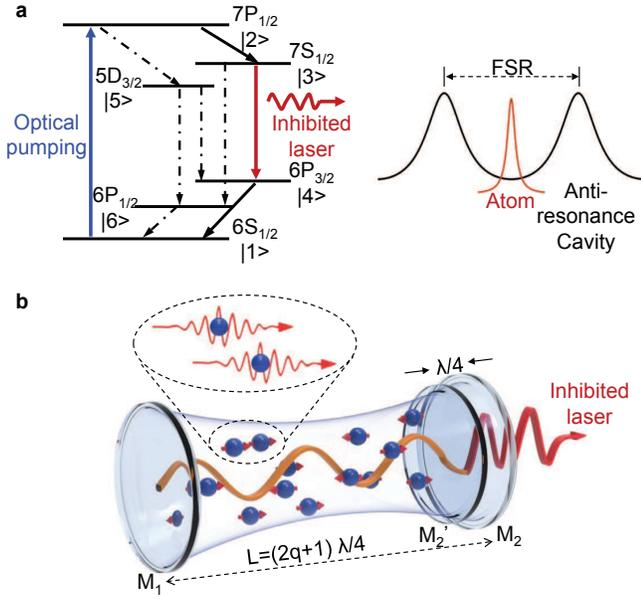 a
7P1/2
|2>
7S1/2
|3>
5D3/2
|5>
Optical
pumping
Inhibited
laser
6P3/2
|4>
6P1/2
|6>
6S1/2
|1>
FSR
Atom
Anti-
resonance
Cavity
b
λ/4
Inhibited
laser
M1
L=(2q+1) λ/4
M2'
M2